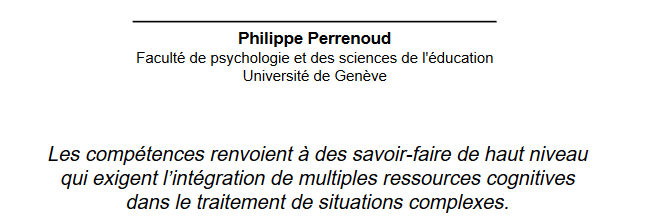 Philippe Perrenoud
Faculté de psychologie et des sciences de l'éducation
Université de Genève
Les compétences renvoient à des savoir-faire de haut niveau
qui exigent l’intégration de multiples ressources cognitives
dans le traitement de situations complexes.